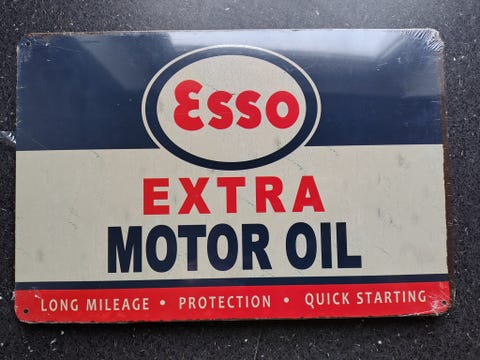 Esso
EXTRA
MOTOR OIL
LONG MILEAGE • PROTECTION • QUICK STARTING